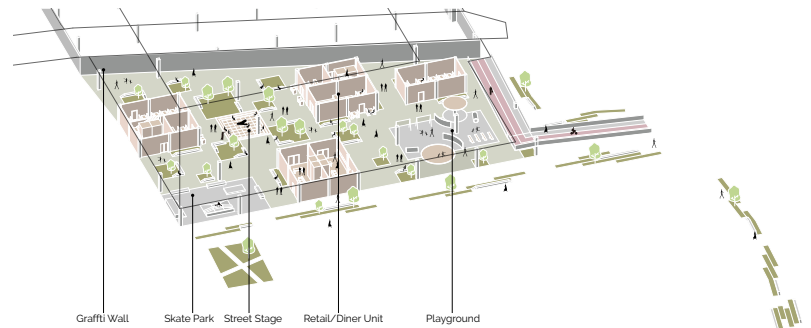 Graffti Wall
Skate Park
Street Stage
Retail/Diner Unit
Playground